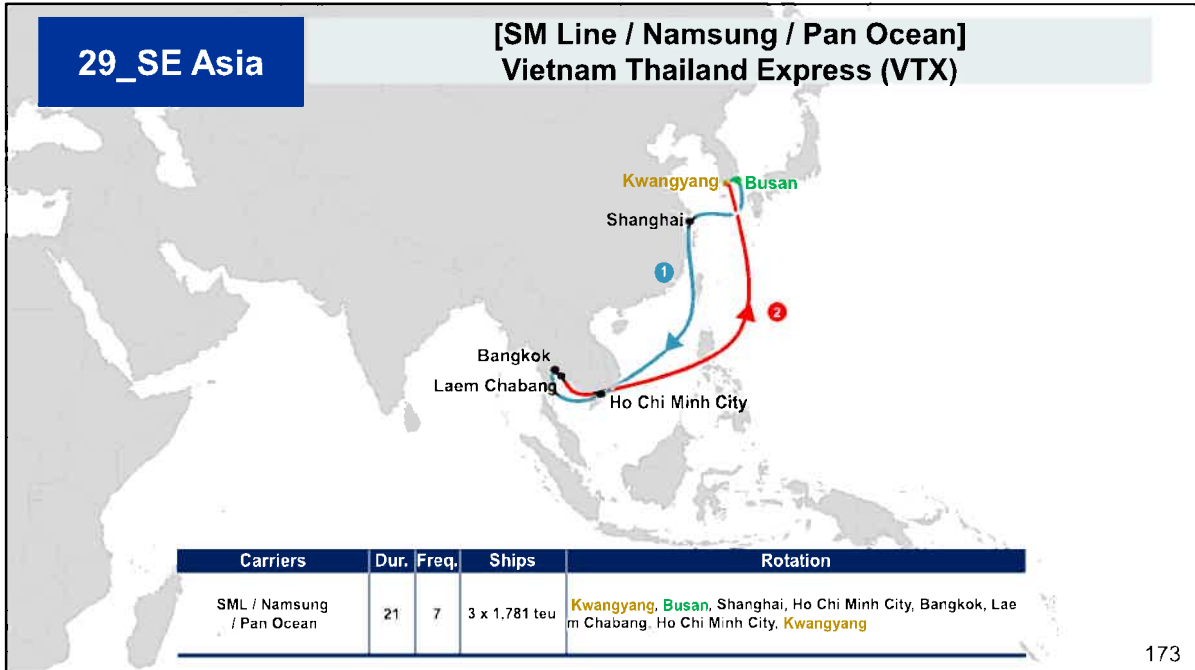 29_SE Asia
[SM Line / Namsung / Pan Ocean]
Vietnam Thailand Express (VTX)
Kwangyang
Busan
Shanghai
1
2
Bangkok
Laem Chabang
Ho Chi Minh City
Carriers Dur. Freq. Ships Rotation
SML / Namsung
/ Pan Ocean
21 7 3 x 1,781 teu
Kwangyang, Busan, Shanghai, Ho Chi Minh City, Bangkok, Lae
m Chabang, Ho Chi Minh City, Kwangyang
173